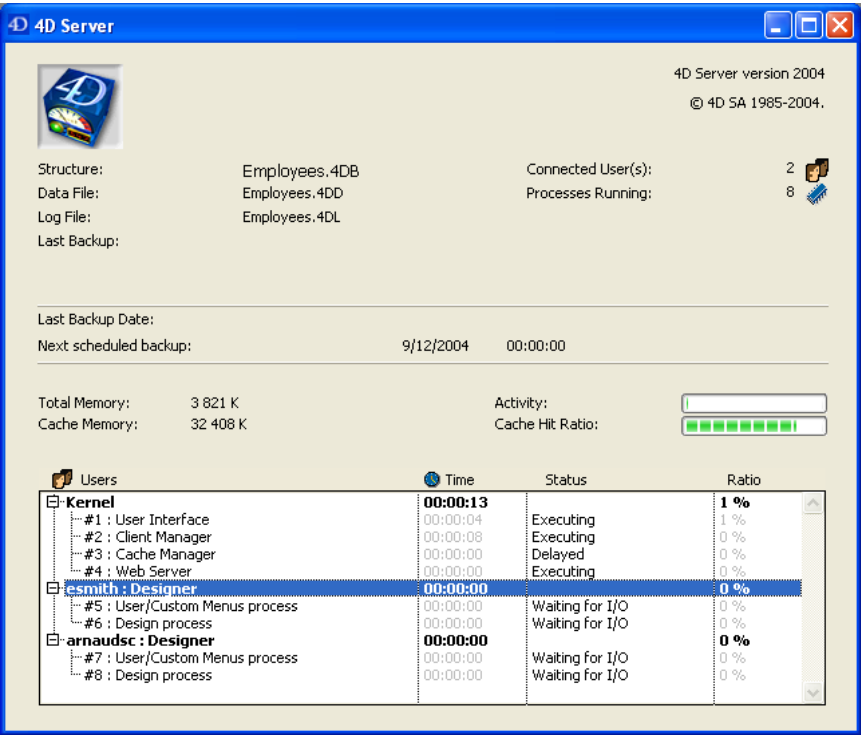 4D Server
4D Server version 2004
© 4D SA 1985-2004.
Structure: Employees.4DB Connected User(s): 2
Data File: Employees.4DD Processes Running: 8
Log File: Employees.4DL
Last Backup:
Last Backup Date:
Next scheduled backup: 9/12/2004 00:00:00
Total Memory: 3 821 K Activity:
Cache Memory: 32 408 K Cache Hit Ratio:
Users Time Status Ratio
Kernel 00:00:13 1 %
#1 : User Interface 00:00:04 Executing 1 %
#2 : Client Manager 00:00:08 Executing 0 %
#3 : Cache Manager 00:00:00 Delayed 0 %
#4 : Web Server 00:00:00 Executing 0 %
esmith : Designer 00:00:00 0 %
#5 : User/Custom Menus process 00:00:00 Waiting for I/O 0 %
#6 : Design process 00:00:00 Waiting for I/O 0 %
arnaudsc : Designer 00:00:00 0 %
#7 : User/Custom Menus process 00:00:00 Waiting for I/O 0 %
#8 : Design process 00:00:00 Waiting for I/O 0 %